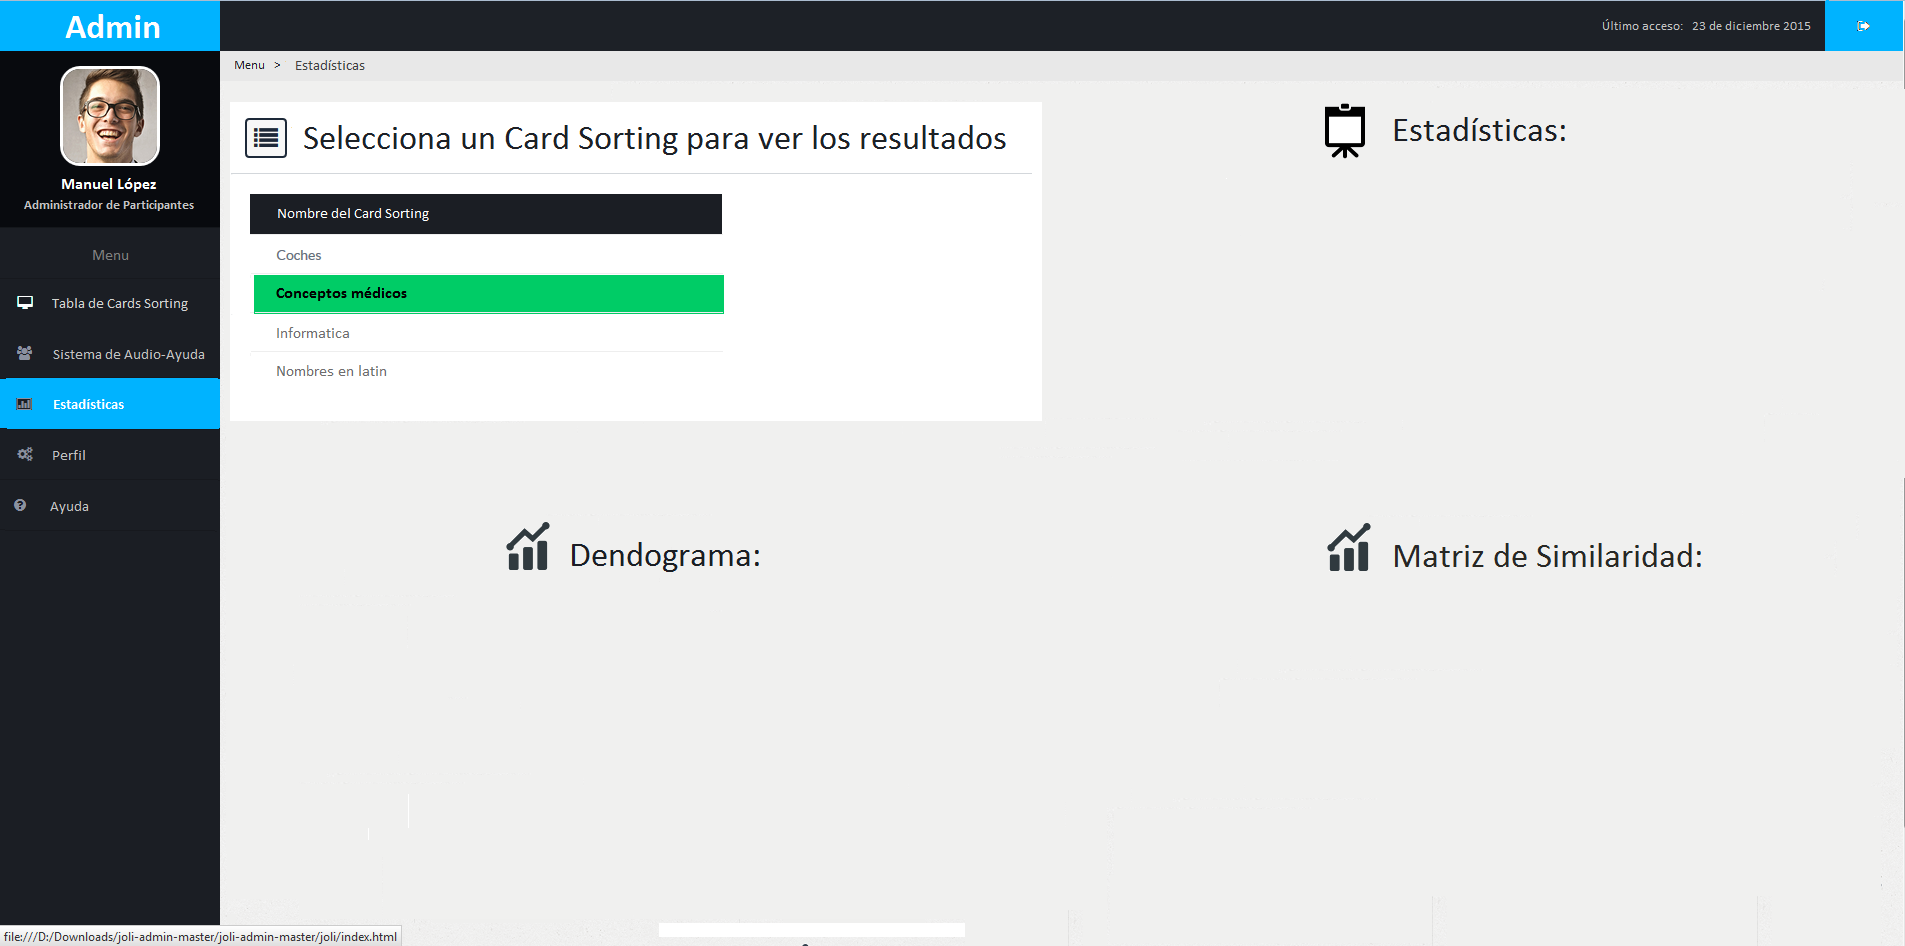 Admin
Último acceso: 23 de diciembre 2015
Menu > Estadísticas
Manuel López
Administrador de Participantes
Menu
Tabla de Cards Sorting
Sistema de Audio-Ayuda
Estadísticas
Perfil
Ayuda
Selecciona un Card Sorting para ver los resultados
Nombre del Card Sorting
Coches
Conceptos médicos
Informatica
Nombres en latin
Estadísticas:
Dendograma:
Matriz de Similaridad:
file:///D:/Downloads/joli-admin-master/joli-admin-master/joli/index.html